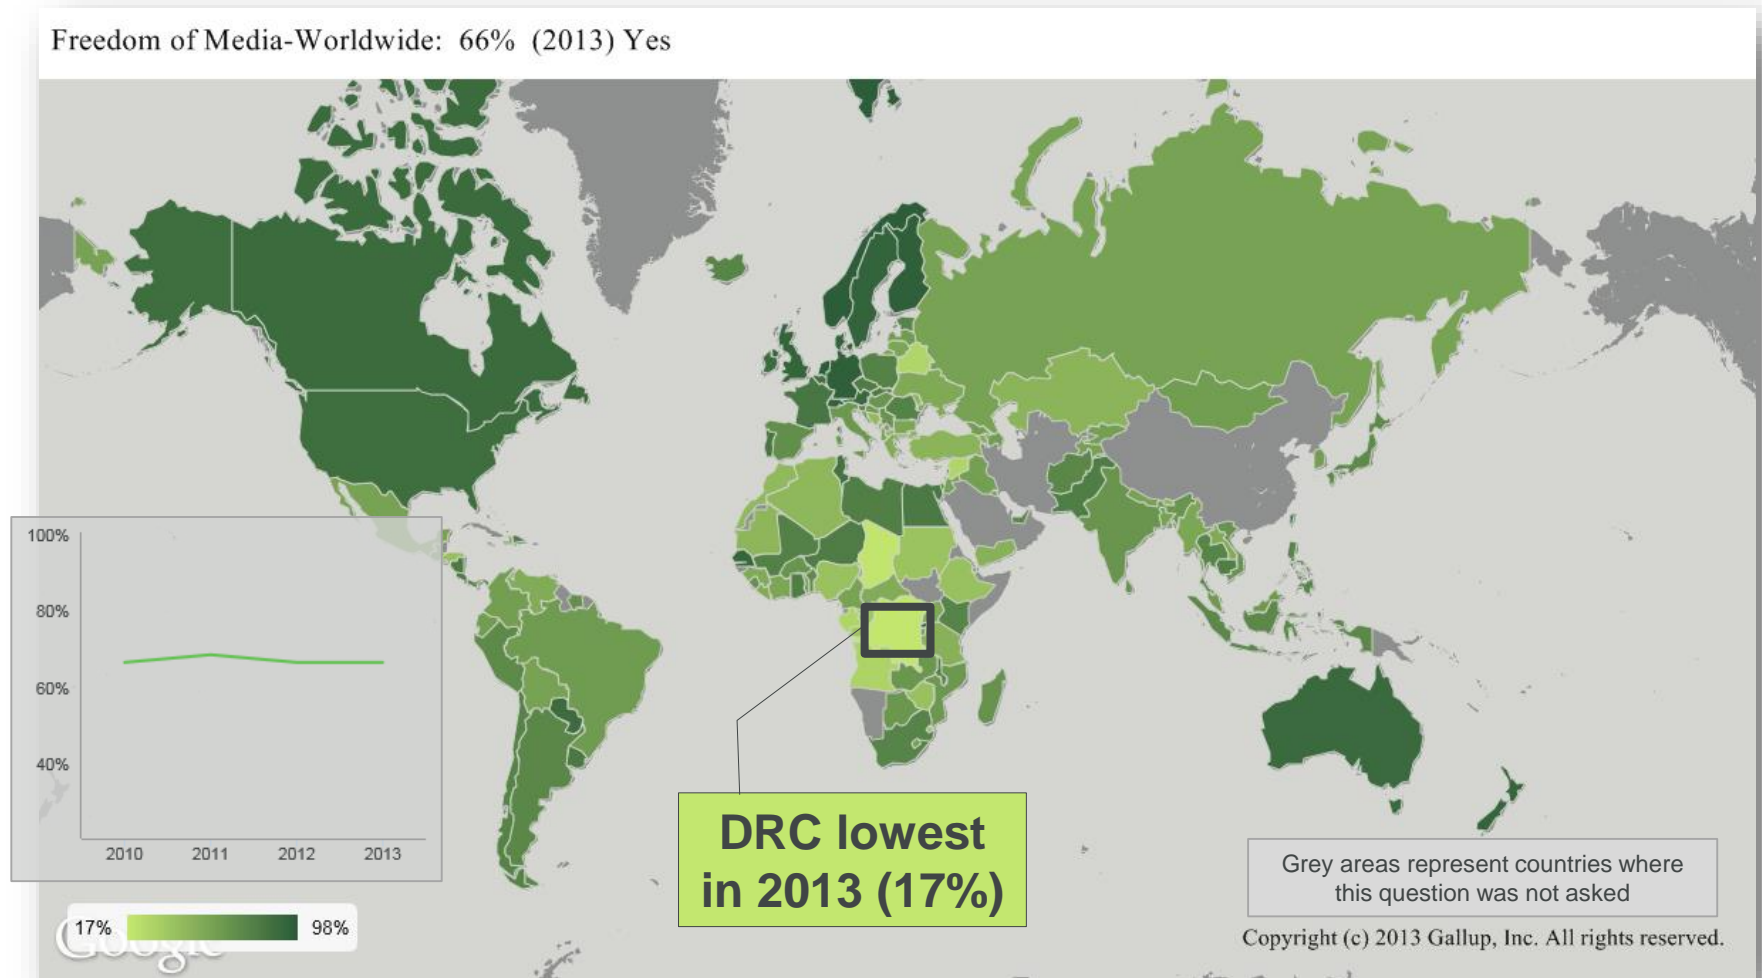 Freedom of Media-Worldwide: 66% (2013) Yes
100%
80%
60%
40%
2010 2011 2012 2013
DRC lowest
in 2013 (17%)
Grey areas represent countries where
this question was not asked
17% 98%
Google
Copyright (c) 2013 Gallup, Inc. All rights reserved.